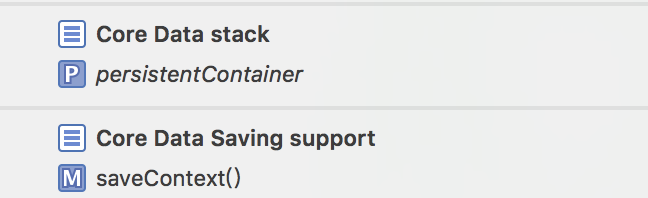 Core Data stack
P persistentContainer
Core Data Saving support
M saveContext()